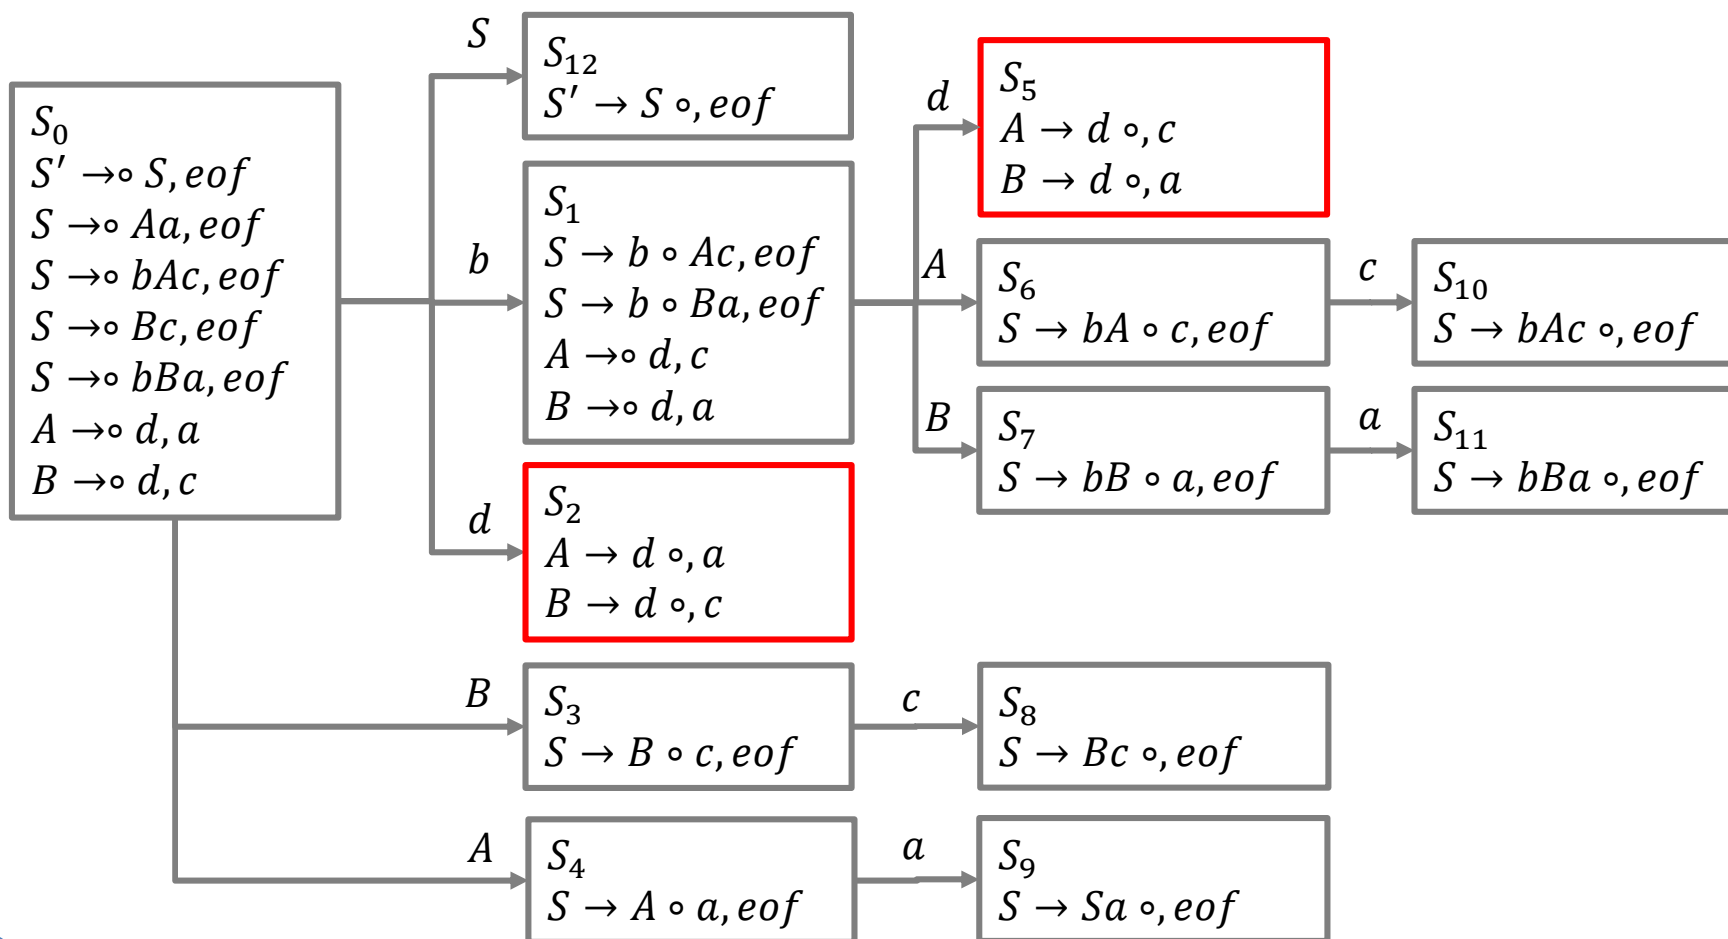 S
S₁₂
S′ → S ∘, eof
S₀
S′ →∘ S, eof
S →∘ Aa, eof
S →∘ bAc, eof
S →∘ Bc, eof
S →∘ bBa, eof
A →∘ d, a
B →∘ d, c
b
S₁
S → b ∘ Ac, eof
S → b ∘ Ba, eof
A →∘ d, c
B →∘ d, a
d
S₂
A → d ∘, a
B → d ∘, c
B
S₃
S → B ∘ c, eof
A
S₄
S → A ∘ a, eof
d
S₅
A → d ∘, c
B → d ∘, a
A
S₆
S → bA ∘ c, eof
B
S₇
S → bB ∘ a, eof
c
S₈
S → Bc ∘, eof
a
S₉
S → Sa ∘, eof
c
S₁₀
S → bAc ∘, eof
a
S₁₁
S → bBa ∘, eof